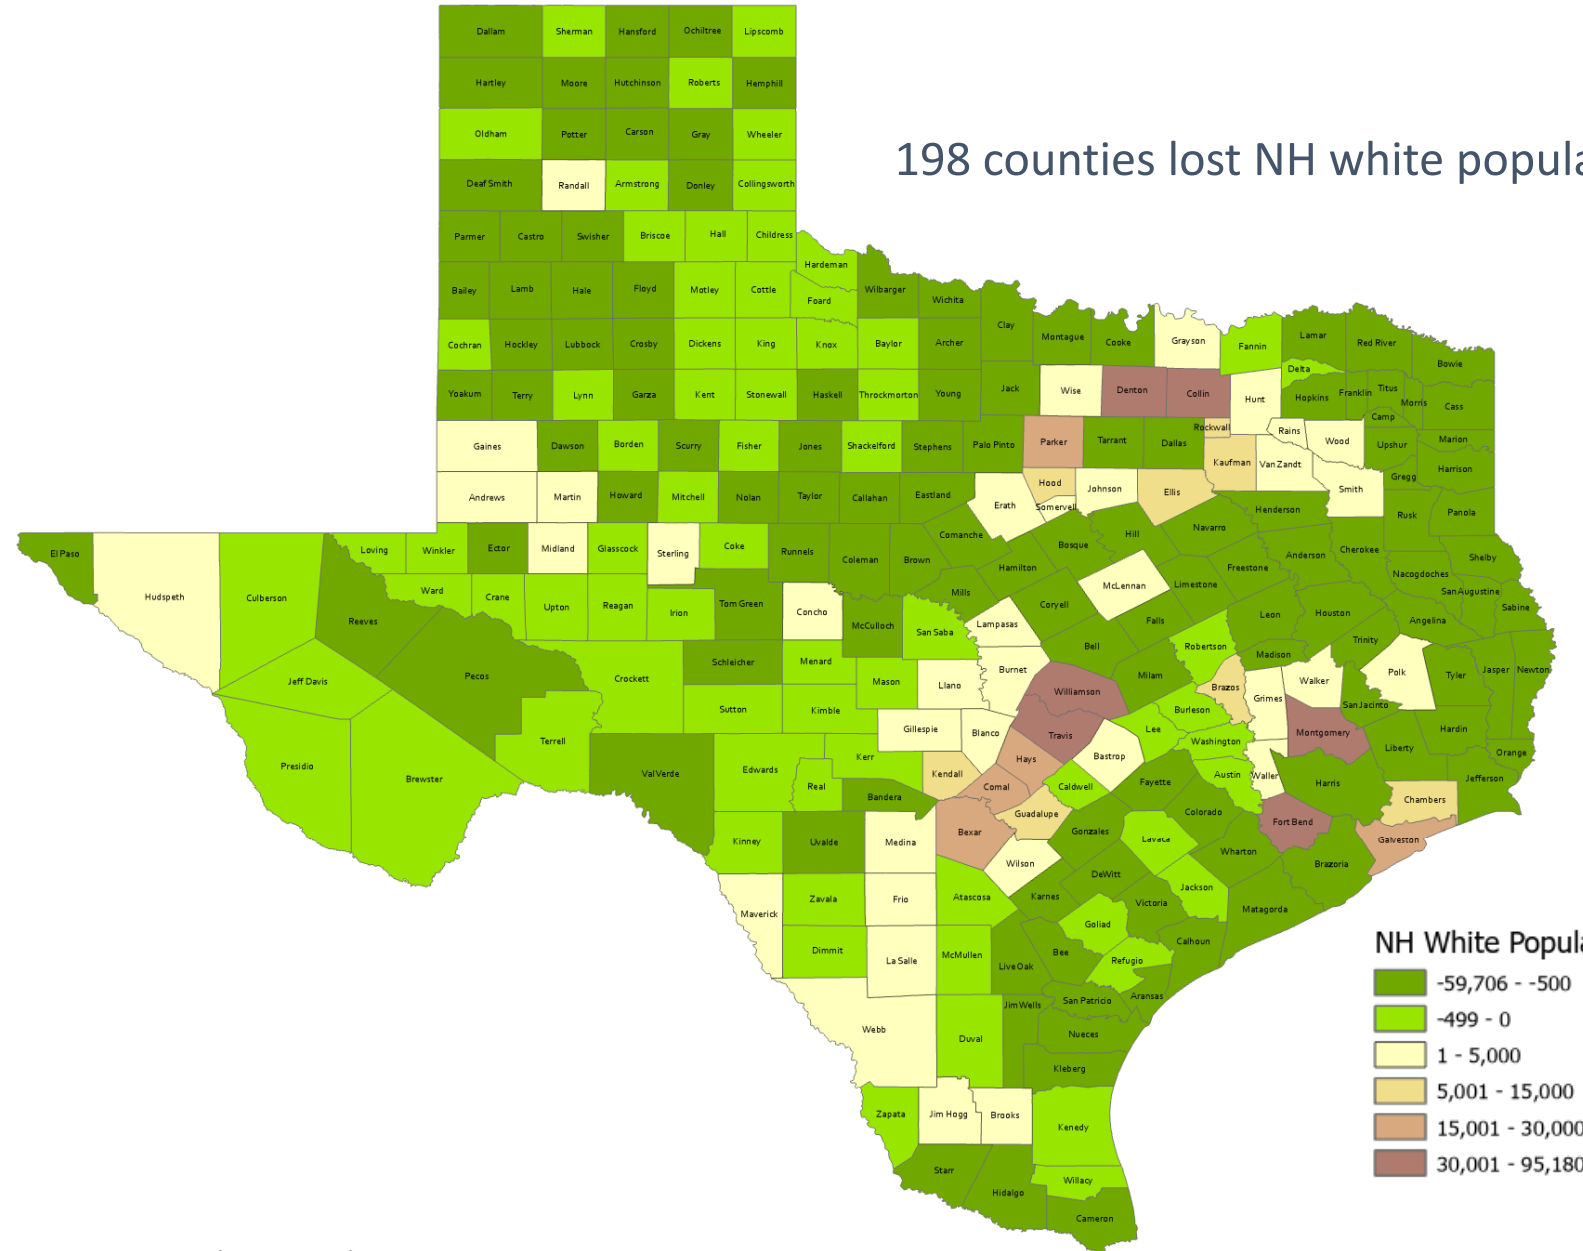 198 counties lost NH white popula
Dallam Sherman Hansford Ochiltree Lipscomb
Hartley Moore Hutchinson Roberts Hemphill
Oldham Potter Carson Gray Wheeler
Deaf Smith Randall Armstrong Donley Collingsworth
Parmer Castro Swisher Briscoe Hall Childress
Hardeman
Bailey Lamb Hale Floyd Motley Cottle Foard Wilbarger Wichita
Clay Montague Cooke Grayson Fannin Lamar Red River Bowie
Cochran Hockley Lubbock Crosby Dickens King Knox Baylor Archer
Delta
Yoakum Terry Lynn Garza Kent Stonewall Haskell Throckmorton Young Jack Wise Denton Collin Hunt Hopkins Franklin Titus Morris Cass
Camp
Gaines Dawson Borden Scurry Fisher Jones Shackelford Stephens Palo Pinto Parker Tarrant Dallas Rockwall Rains Wood Upshur Marion
Kaufman Van Zandt Gregg Harrison
Andrews Martin Howard Mitchell Nolan Taylor Callahan Eastland Erath Hood Somervell Johnson Ellis Smith
Henderson Rusk Panola
El Paso Hudspeth Culberson Loving Winkler Ector Midland Glasscock Sterling Coke Runnels Coleman Brown Comanche Bosque Hill Navarro
Hamilton Freestone Anderson Cherokee Shelby
Nacogdoches
Reeves Ward Crane Upton Reagan Irion Tom Green Concho McCulloch Mills Coryell McLennan Limestone San Augustine Sabine
San Saba Lampasas Falls Leon Houston Angelina
Bell Trinity
Jeff Davis Pecos Crockett Schleicher Menard Mason Llano Burnet Milam Robertson Madison Walker Polk Tyler Jasper Newton
Presidio Brewster Terrell Sutton Kimble Gillespie Blanco Williamson Travis Burleson Brazos Grimes San Jacinto
Lee Washington Montgomery Liberty Hardin Orange
Val Verde Edwards Real Kerr Kendall Hays Bastrop Austin Waller Harris Jefferson
Bandera Comal Caldwell Fayette Chambers
Kinney Uvalde Medina Bexar Guadalupe Gonzales Colorado Lavaca Fort Bend Galveston
Wilson Wharton Brazoria
Maverick Zavala Frio Atascosa Karnes DeWitt Victoria Jackson Matagorda
Goliad
Dimmit La Salle McMullen Live Oak Bee Refugio Calhoun
Webb Duval Jim Wells San Patricio Aransas
Nueces
Kleberg
Zapata Jim Hogg Brooks Kenedy
Starr Hidalgo Willacy
Cameron
NH White Popula
-59,706 - -500
-499 - 0
1 - 5,000
5,001 - 15,000
15,001 - 30,000
30,001 - 95,180